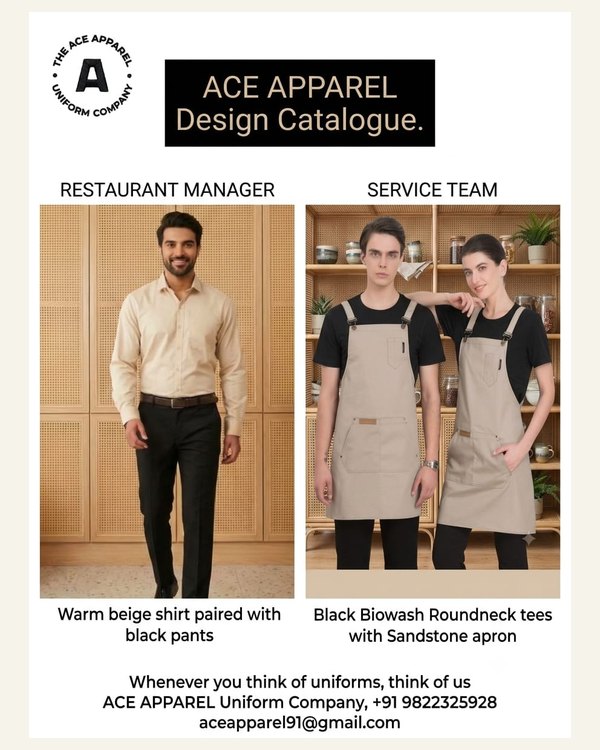 THE ACE APPAREL
A
UNIFORM COMPANY
ACE APPAREL
Design Catalogue.
RESTAURANT MANAGER
SERVICE TEAM
Warm beige shirt paired with
black pants
Black Biowash Roundneck tees
with Sandstone apron
Whenever you think of uniforms, think of us
ACE APPAREL Uniform Company, +91 9822325928
aceapparel91@gmail.com